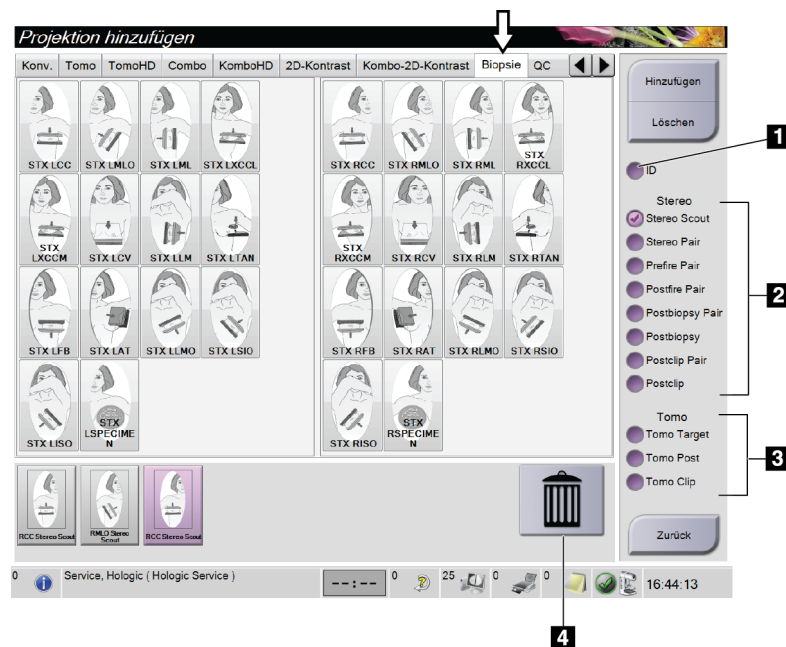 Projektion hinzufügen
Konv. Tomo TomoHD Combo KomboHD 2D-Kontrast Kombo-2D-Kontrast Biopsie QC
STX LCC STX LMLO STX LML STX LXCCL
STX RCC STX RMLO STX RML STX
RXCCL
STX
LXCCM STX LCV STX LLM STX LTAN
STX
RXCCM STX RCV STX RLM STX RTAN
STX LFB STX LAT STX LLMO STX LSIO
STX RFB STX RAT STX RLMO STX RSIO
STX LISO STX
LSPECIME
N
STX RISO STX
RSPECIME
N
Hinzufügen
Löschen
1
ID
Stereo
Stereo Scout
Stereo Pair
Prefire Pair
Postfire Pair
2
Postbiopsy Pair
Postbiopsy
Postclip Pair
Postclip
Tomo
Tomo Target
Tomo Post
3
Tomo Clip
RCC Stereo Scout
RMLO Stereo
Scout
RCC Stereo Scout
Zurück
0 Service, Hologic ( Hologic Service ) --:-- 0 25 0 0 16:44:13
4